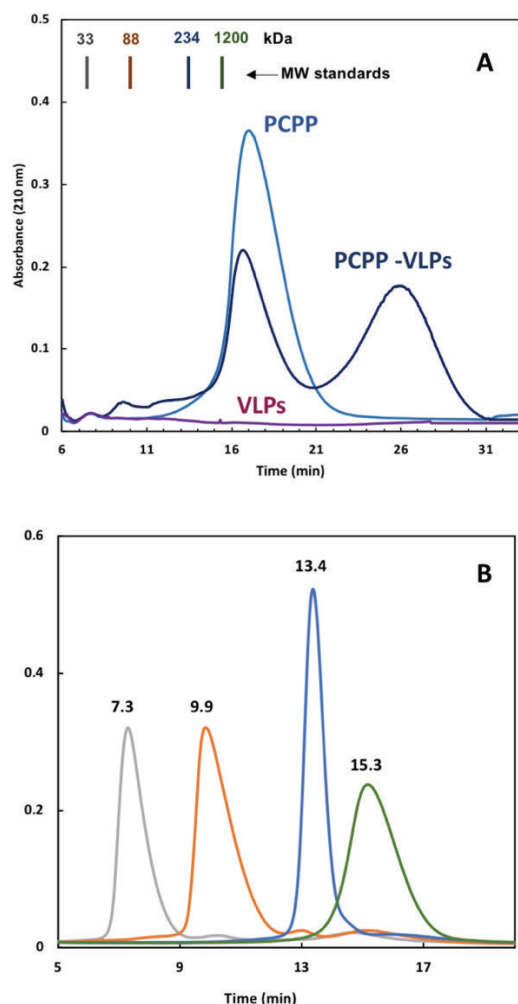 0.5
33 88 234 1200 kDa
A
MW standards
0.4
PCPP
0.3
Absorbance (210 nm)
PCPP -VLPs
0.2
0.1
VLPs
0
6 11 16 21 26 31
Time (min)
0.6
13.4
B
0.4
7.3 9.9
15.3
0.2
0
5 9 13 17
Time (min)